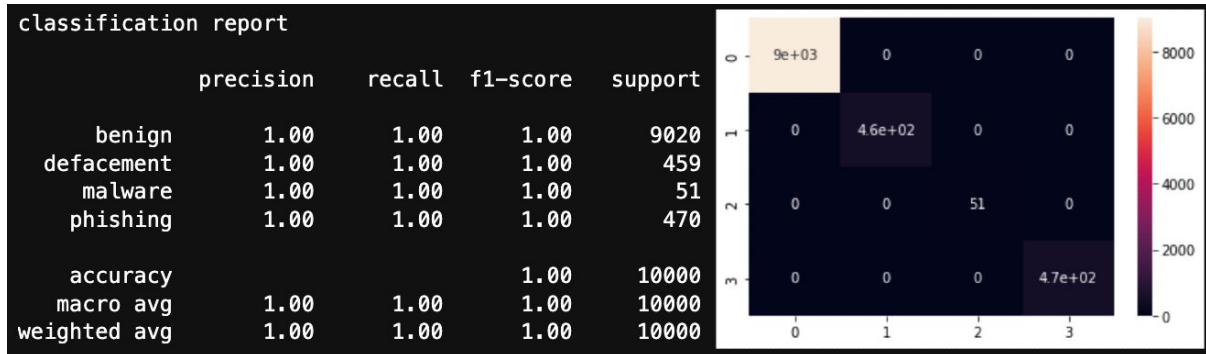 classification report
precision recall f1-score support
benign 1.00 1.00 1.00 9020
defacement 1.00 1.00 1.00 459
malware 1.00 1.00 1.00 51
phishing 1.00 1.00 1.00 470
accuracy 1.00 10000
macro avg 1.00 1.00 1.00 10000
weighted avg 1.00 1.00 1.00 10000
0 9e+03 0 0 0
1 0 4.6e+02 0 0
2 0 0 51 0
3 0 0 0 4.7e+02
0 1 2 3
8000
6000
4000
2000
0